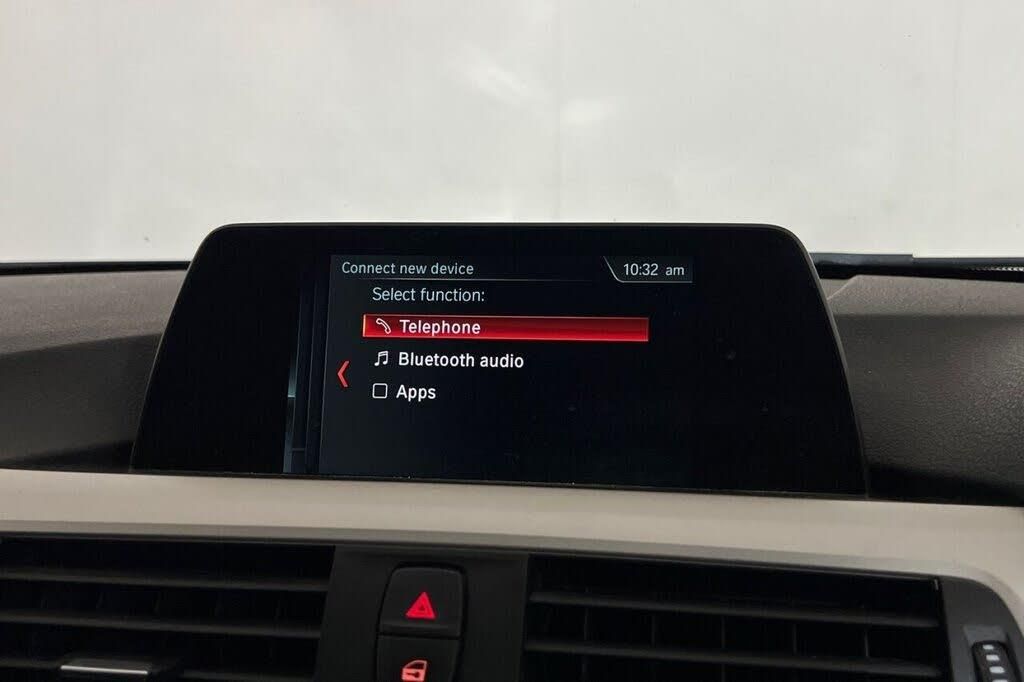 Connect new device
10:32 am
Select function:
Telephone
Bluetooth audio
Apps